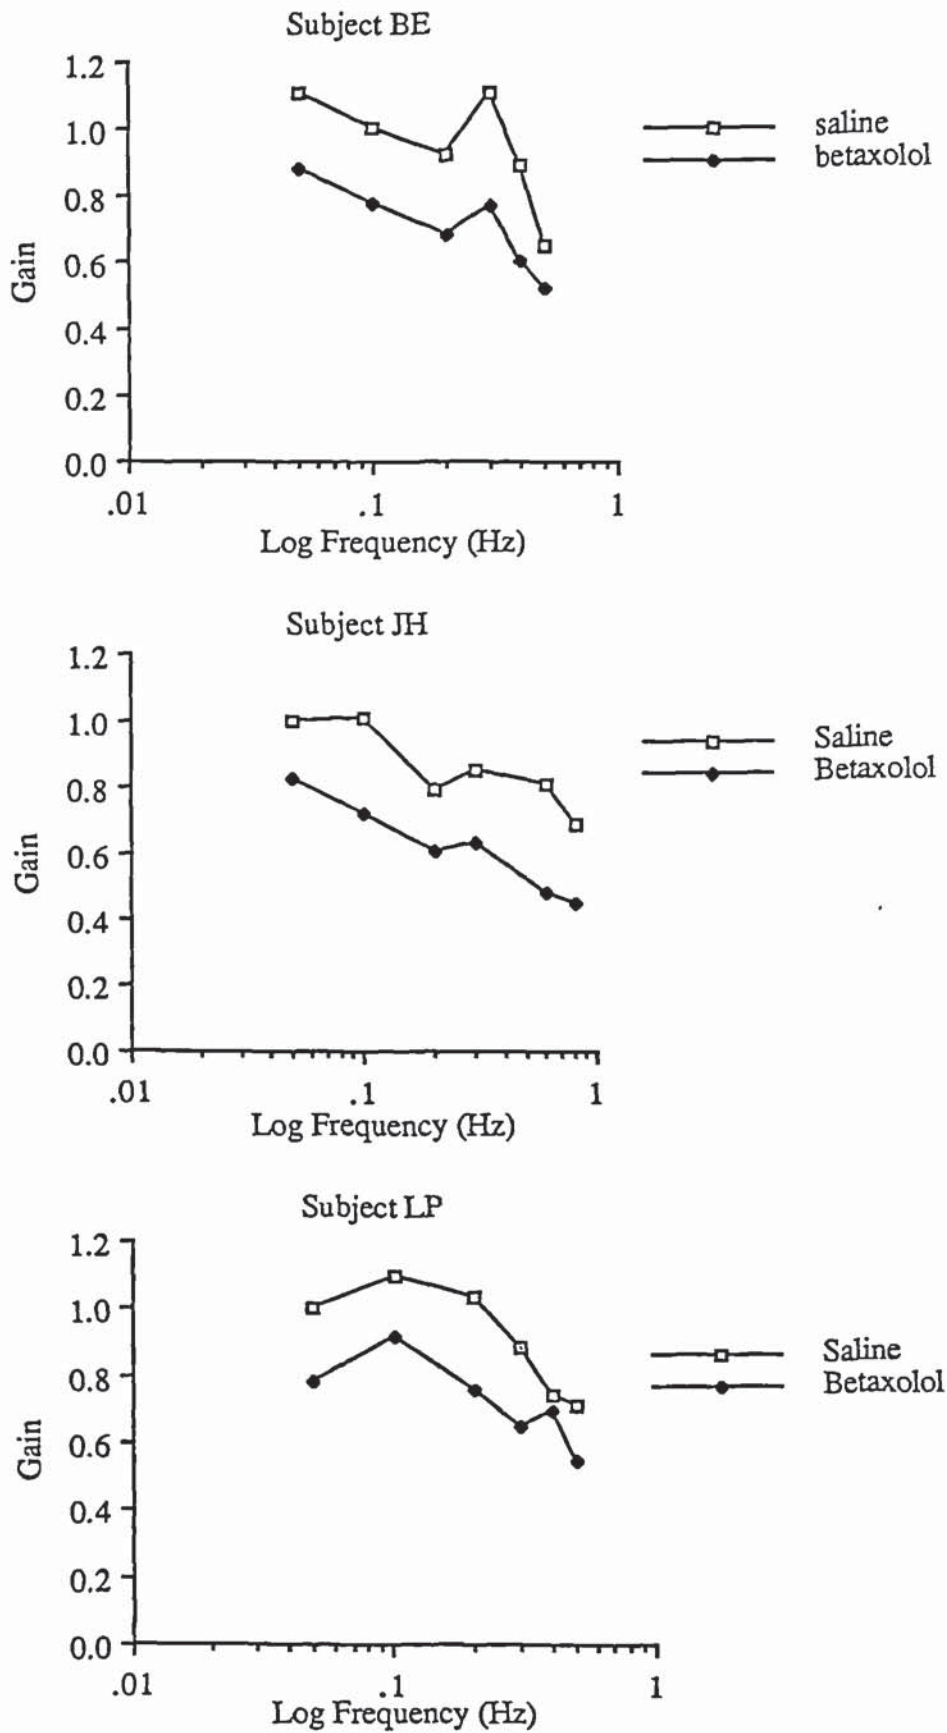 Subject BE
1.2
1.0
0.8
0.6
0.4
0.2
0.0
Gain
.01 .1 1
Log Frequency (Hz)
saline
betaxolol
Subject JH
1.2
1.0
0.8
0.6
0.4
0.2
0.0
Gain
.01 .1 1
Log Frequency (Hz)
Saline
Betaxolol
Subject LP
1.2
1.0
0.8
0.6
0.4
0.2
0.0
Gain
.01 .1 1
Log Frequency (Hz)
Saline
Betaxolol